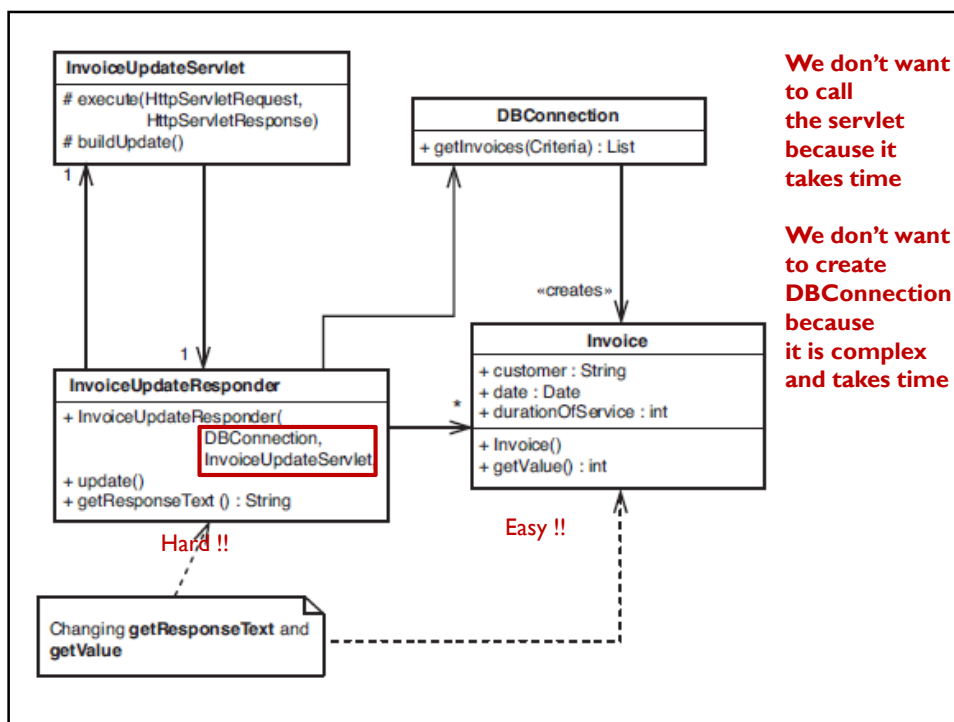 InvoiceUpdateServlet
# execute(HttpServletRequest,
HttpServletResponse)
# buildUpdate()
1
DBConnection
+ getInvoices(Criteria) : List
We don't want
to call
the servlet
because it
takes time
We don't want
to create
DBConnection
because
it is complex
and takes time
«creates»
1
InvoiceUpdateResponder
+ InvoiceUpdateResponder(
DBConnection,
InvoiceUpdateServlet
+ update()
+ getResponseText () : String
*
Invoice
+ customer : String
+ date : Date
+ durationOfService : int
+ Invoice()
+ getValue() : int
Hard !!
Easy !!
Changing getResponseText and
getValue